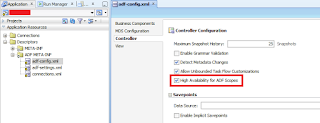 Application
Run Manager
adf-config.xml
Application Resources
Connections
Descriptors
META-INF
ADF META-INF
adf-config.xml
adf-settings.xml
connections.xml
Business Components
MDS Configuration
Controller
View
Controller Configuration
Maximum Snapshot History: 25 Snapshots
Enable Grammar Validation
Detect Metadata Changes
Allow Unbounded Task Flow Customizations
High Availability for ADF Scopes
Savepoints
Data Source:
Enable Implicit Savepoints